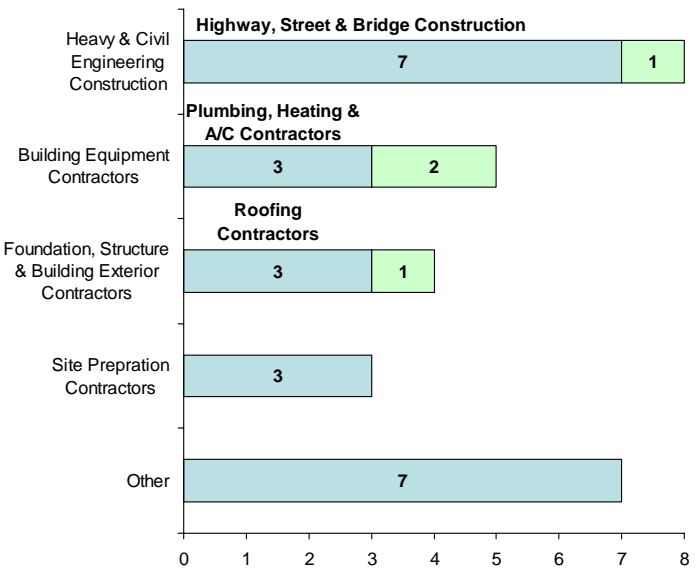 Highway, Street & Bridge Construction
Heavy & Civil
Engineering
Construction
7
1
Plumbing, Heating &
A/C Contractors
Building Equipment
Contractors
3
2
Roofing
Contractors
Foundation, Structure
& Building Exterior
Contractors
3
1
Site Prepration
Contractors
3
Other
7
0 1 2 3 4 5 6 7 8